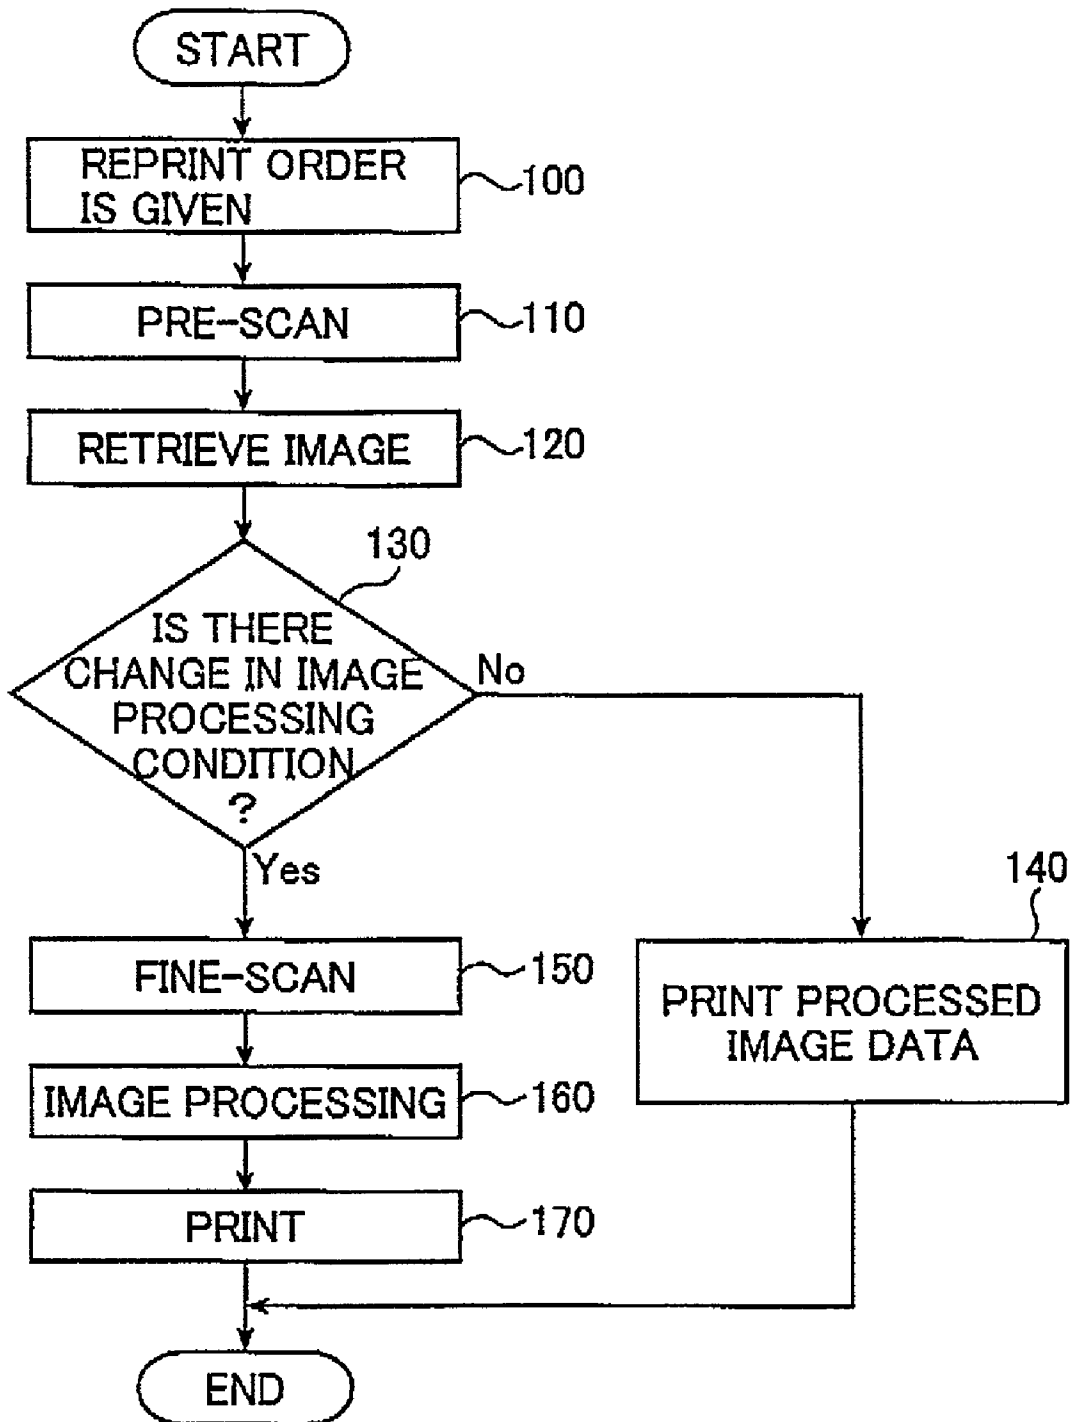 START
REPRINT ORDER
IS GIVEN
100
PRE-SCAN
110
RETRIEVE IMAGE
120
130
IS THERE
CHANGE IN IMAGE
PROCESSING
CONDITION
?
No
Yes
140
PRINT PROCESSED
IMAGE DATA
FINE-SCAN
150
IMAGE PROCESSING
160
PRINT
170
END